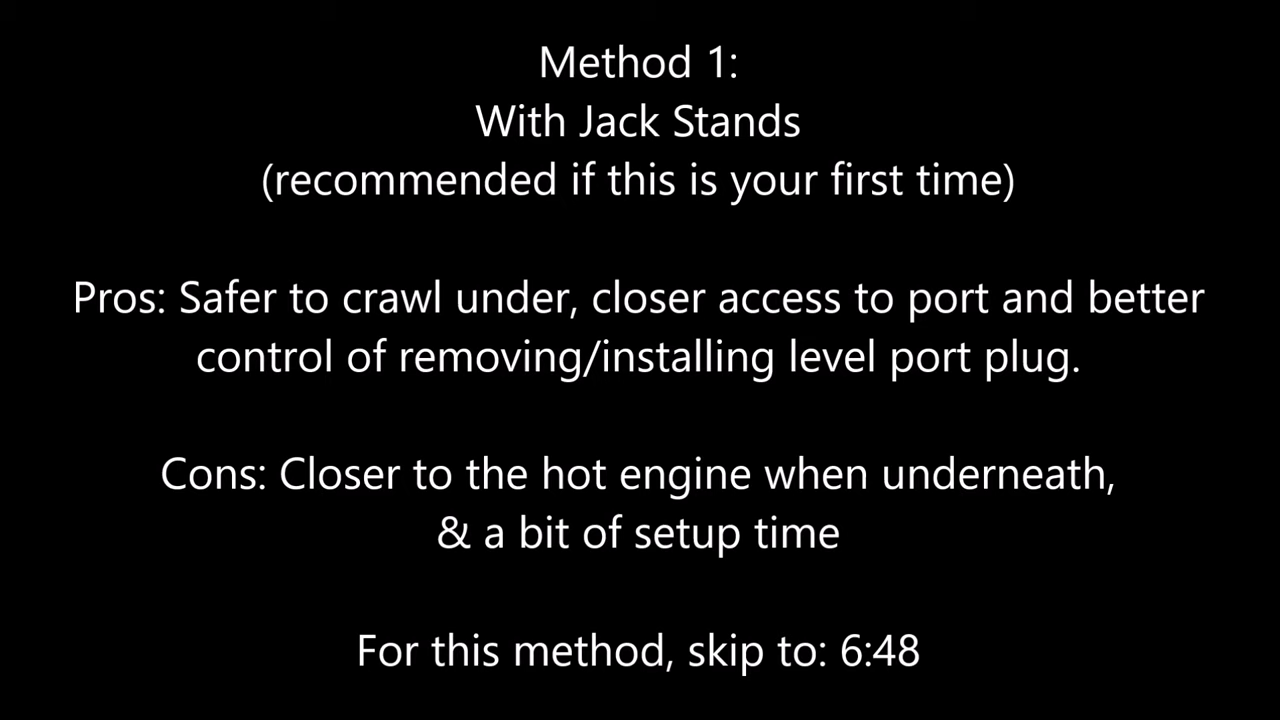 Method 1:
With Jack Stands
(recommended if this is your first time)
Pros: Safer to crawl under, closer access to port and better
control of removing/installing level port plug.
Cons: Closer to the hot engine when underneath,
& a bit of setup time
For this method, skip to: 6:48